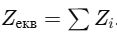 Z_екв = ∑ Z_i.